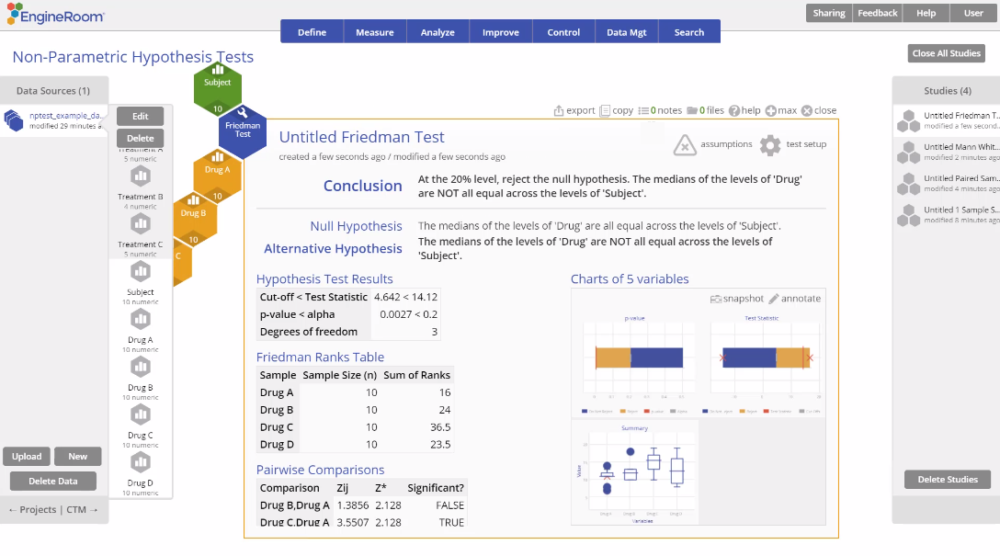 EngineRoom
Sharing Feedback Help User
Define Measure Analyze Improve Control Data Mgt Search
Non-Parametric Hypothesis Tests
Close All Studies
Data Sources (1)
nptest_example_da...
modified 29 minutes a
Edit
Delete
5 numeric
Treatment B
4 numeric
Treatment C
5 numeric
Subject
10 numeric
Drug A
10 numeric
Drug B
10 numeric
Drug C
10 numeric
Drug D
10 numeric
Upload New
Delete Data
← Projects | CTM →
Subject
10
Friedman
Test
Drug A
10
Drug B
10
C
export copy 0 notes 0 files help max close
Untitled Friedman Test
created a few seconds ago / modified a few seconds ago
assumptions test setup
Conclusion
At the 20% level, reject the null hypothesis. The medians of the levels of 'Drug'
are NOT all equal across the levels of 'Subject'.
Null Hypothesis
The medians of the levels of 'Drug' are all equal across the levels of 'Subject'.
Alternative Hypothesis
The medians of the levels of 'Drug' are NOT all equal across the levels of
'Subject'.
Hypothesis Test Results
Cut-off < Test Statistic 4.642 < 14.12
p-value < alpha 0.0027 < 0.2
Degrees of freedom 3
Friedman Ranks Table
Sample Sample Size (n) Sum of Ranks
Drug A 10 16
Drug B 10 24
Drug C 10 36.5
Drug D 10 23.5
Pairwise Comparisons
Comparison Zij Z* Significant?
Drug B,Drug A 1.3856 2.128 FALSE
Drug C,Drug A 3.5507 2.128 TRUE
Charts of 5 variables
snapshot annotate
p-value
Test Statistic
Summary
Value
Variables
Studies (4)
Untitled Friedman T...
modified a few second
Untitled Mann Whit...
modified 2 minutes ago
Untitled Paired Sam...
modified 4 minutes ago
Untitled 1 Sample S...
modified 8 minutes ago
Delete Studies